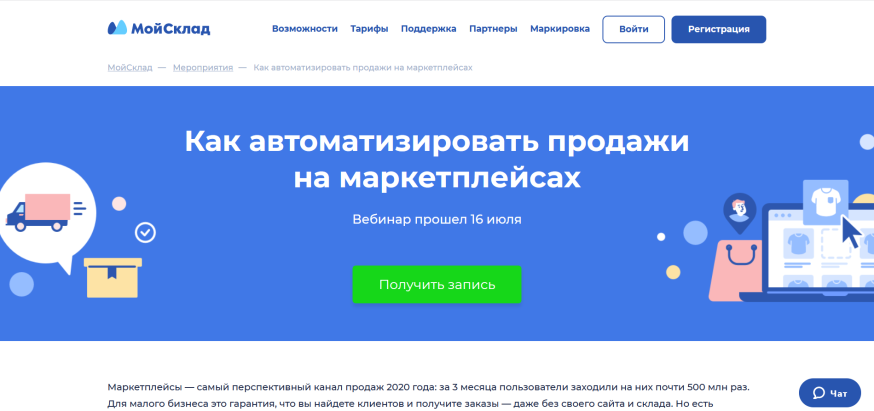 МойСклад
Возможности Тарифы Поддержка Партнеры Маркировка Войти Регистрация
МойСклад — Мероприятия — Как автоматизировать продажи на маркетплейсах
Как автоматизировать продажи
на маркетплейсах
Вебинар прошел 16 июля
Получить запись
Маркетплейсы — самый перспективный канал продаж 2020 года: за 3 месяца пользователи заходили на них почти 500 млн раз.
Для малого бизнеса это гарантия, что вы найдете клиентов и получите заказы — даже без своего сайта и склада. Но есть
Чат